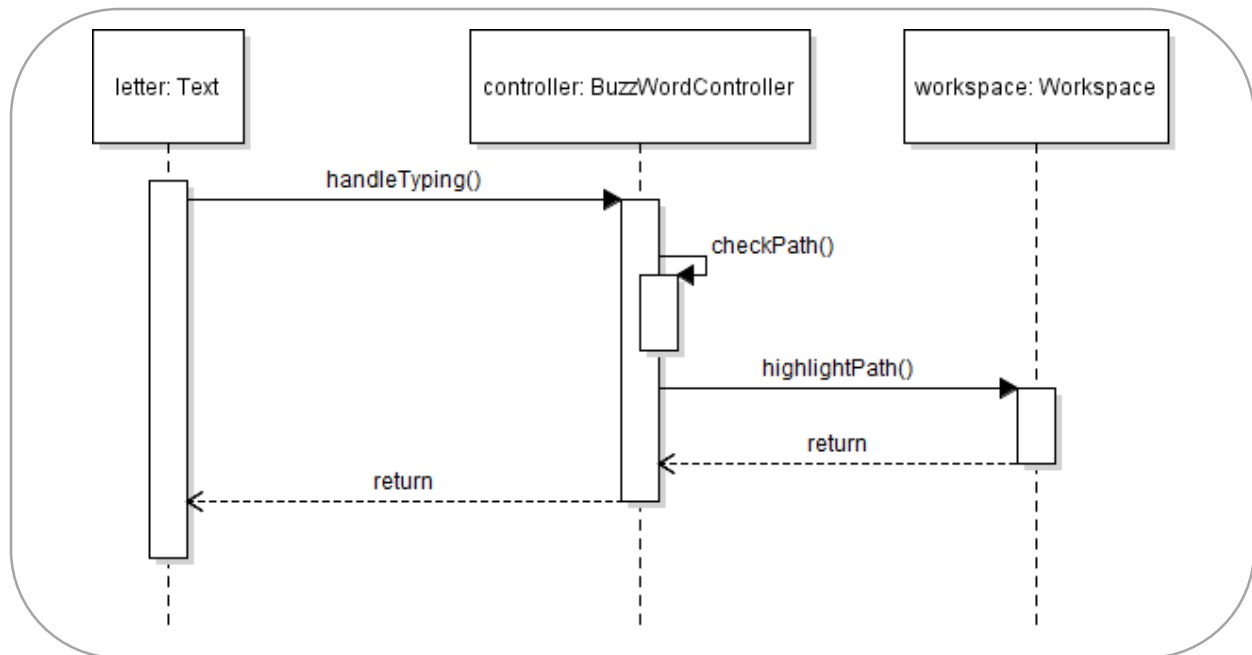 letter: Text
controller: BuzzWordController
workspace: Workspace
handleTyping()
checkPath()
highlightPath()
return
return